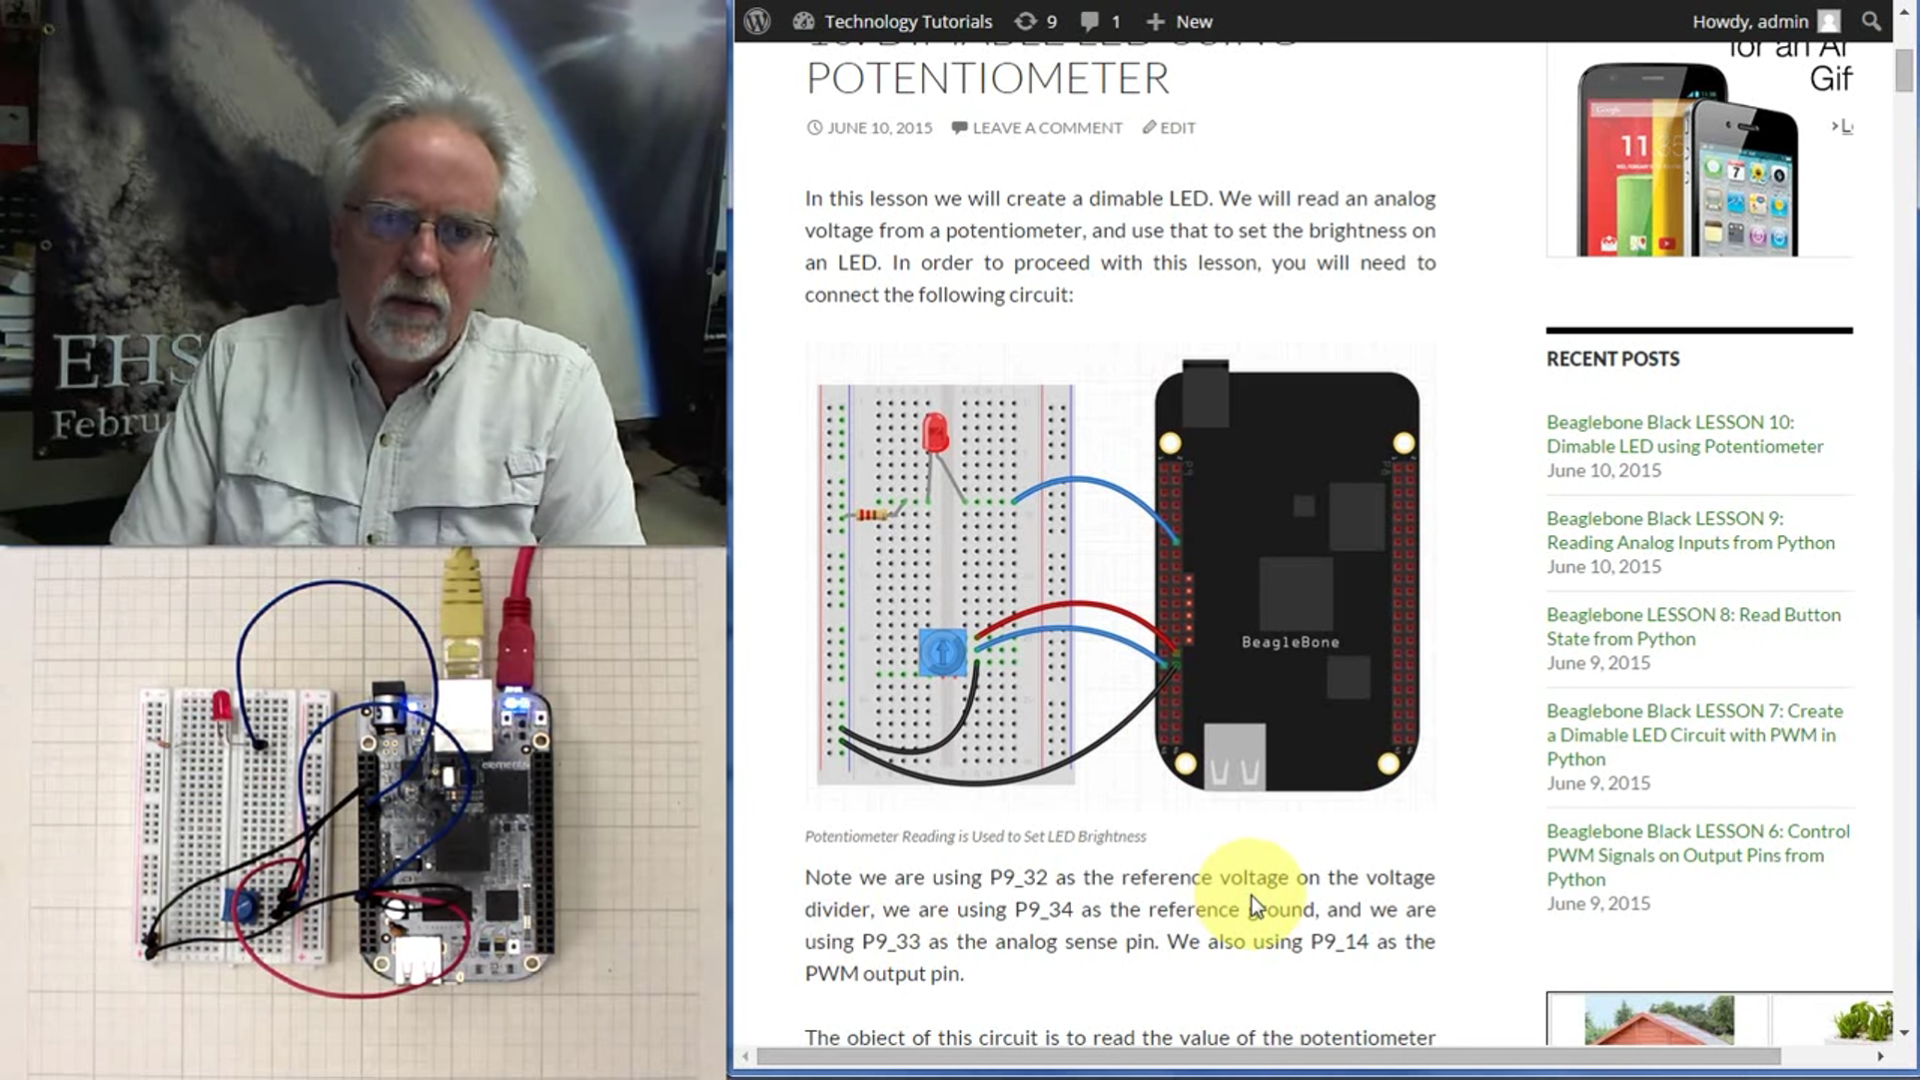 Technology Tutorials 9 1 New
Howdy, admin
POTENTIOMETER
JUNE 10, 2015 LEAVE A COMMENT EDIT
In this lesson we will create a dimable LED. We will read an analog
voltage from a potentiometer, and use that to set the brightness on
an LED. In order to proceed with this lesson, you will need to
connect the following circuit:
BeagleBone
Potentiometer Reading is Used to Set LED Brightness
Note we are using P9_32 as the reference voltage on the voltage
divider, we are using P9_34 as the reference ground, and we are
using P9_33 as the analog sense pin. We also using P9_14 as the
PWM output pin.
The object of this circuit is to read the value of the potentiometer
for an
Gif
Google
RECENT POSTS
Beaglebone Black LESSON 10:
Dimable LED using Potentiometer
June 10, 2015
Beaglebone Black LESSON 9:
Reading Analog Inputs from Python
June 10, 2015
Beaglebone LESSON 8: Read Button
State from Python
June 9, 2015
Beaglebone Black LESSON 7: Create
a Dimable LED Circuit with PWM in
Python
June 9, 2015
Beaglebone Black LESSON 6: Control
PWM Signals on Output Pins from
Python
June 9, 2015
EHS
Febru